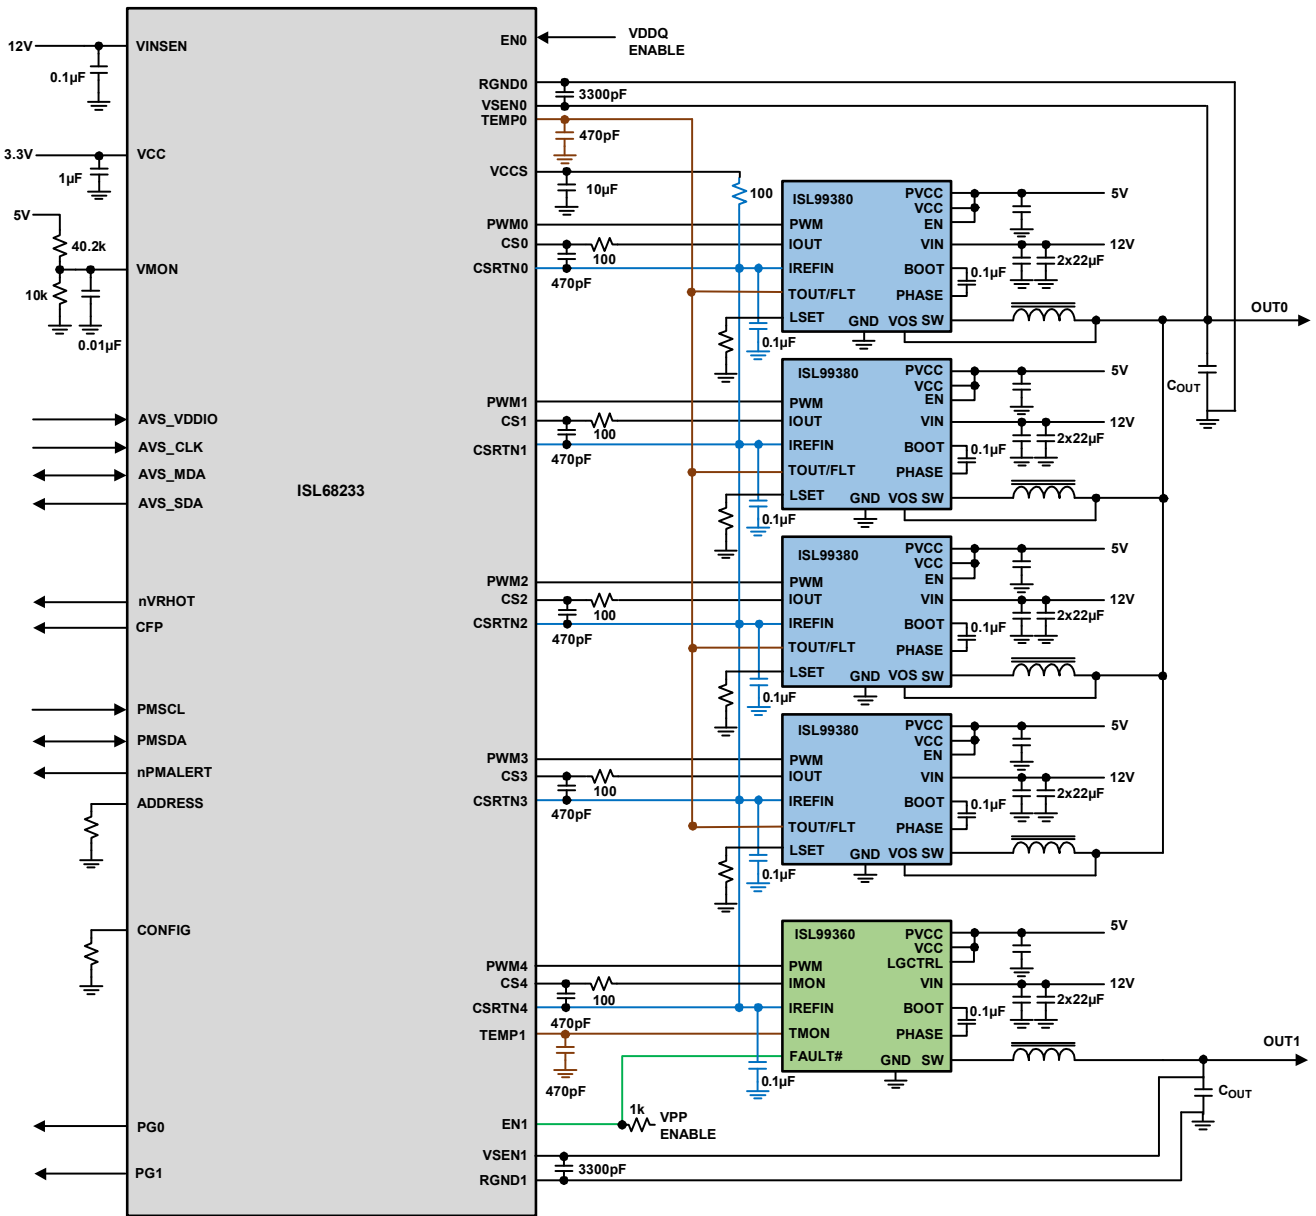 12V
VINSEN
0.1µF
3.3V
VCC
1µF
5V
40.2k
VMON
10k
0.01µF
AVS_VDDIO
AVS_CLK
AVS_MDA
AVS_SDA
nVRHOT
CFP
PMSCL
PMSDA
nPMALERT
ADDRESS
CONFIG
PG0
PG1
ISL68233
EN0
VDDQ
ENABLE
RGND0
3300pF
VSEN0
TEMP0
470pF
VCCS
10µF
100
PWM0
CS0
100
CSRTN0
470pF
ISL99380
PWM
IOUT
IREFIN
TOUT/FLT
LSET
GND
VOS SW
PVCC
VCC
EN
VIN
BOOT
PHASE
5V
12V
2x22µF
0.1µF
0.1µF
OUT0
COUT
PWM1
CS1
100
CSRTN1
470pF
ISL99380
PWM
IOUT
IREFIN
TOUT/FLT
LSET
GND
VOS SW
PVCC
VCC
EN
VIN
BOOT
PHASE
5V
12V
2x22µF
0.1µF
0.1µF
PWM2
CS2
100
CSRTN2
470pF
ISL99380
PWM
IOUT
IREFIN
TOUT/FLT
LSET
GND
VOS SW
PVCC
VCC
EN
VIN
BOOT
PHASE
5V
12V
2x22µF
0.1µF
0.1µF
PWM3
CS3
100
CSRTN3
470pF
ISL99380
PWM
IOUT
IREFIN
TOUT/FLT
LSET
GND
VOS SW
PVCC
VCC
EN
VIN
BOOT
PHASE
5V
12V
2x22µF
0.1µF
0.1µF
PWM4
CS4
100
CSRTN4
470pF
TEMP1
470pF
ISL99360
PWM
IMON
IREFIN
TMON
FAULT#
GND
SW
PVCC
VCC
LGCTRL
VIN
BOOT
PHASE
5V
12V
2x22µF
0.1µF
0.1µF
OUT1
COUT
EN1
1k
VPP
ENABLE
VSEN1
3300pF
RGND1